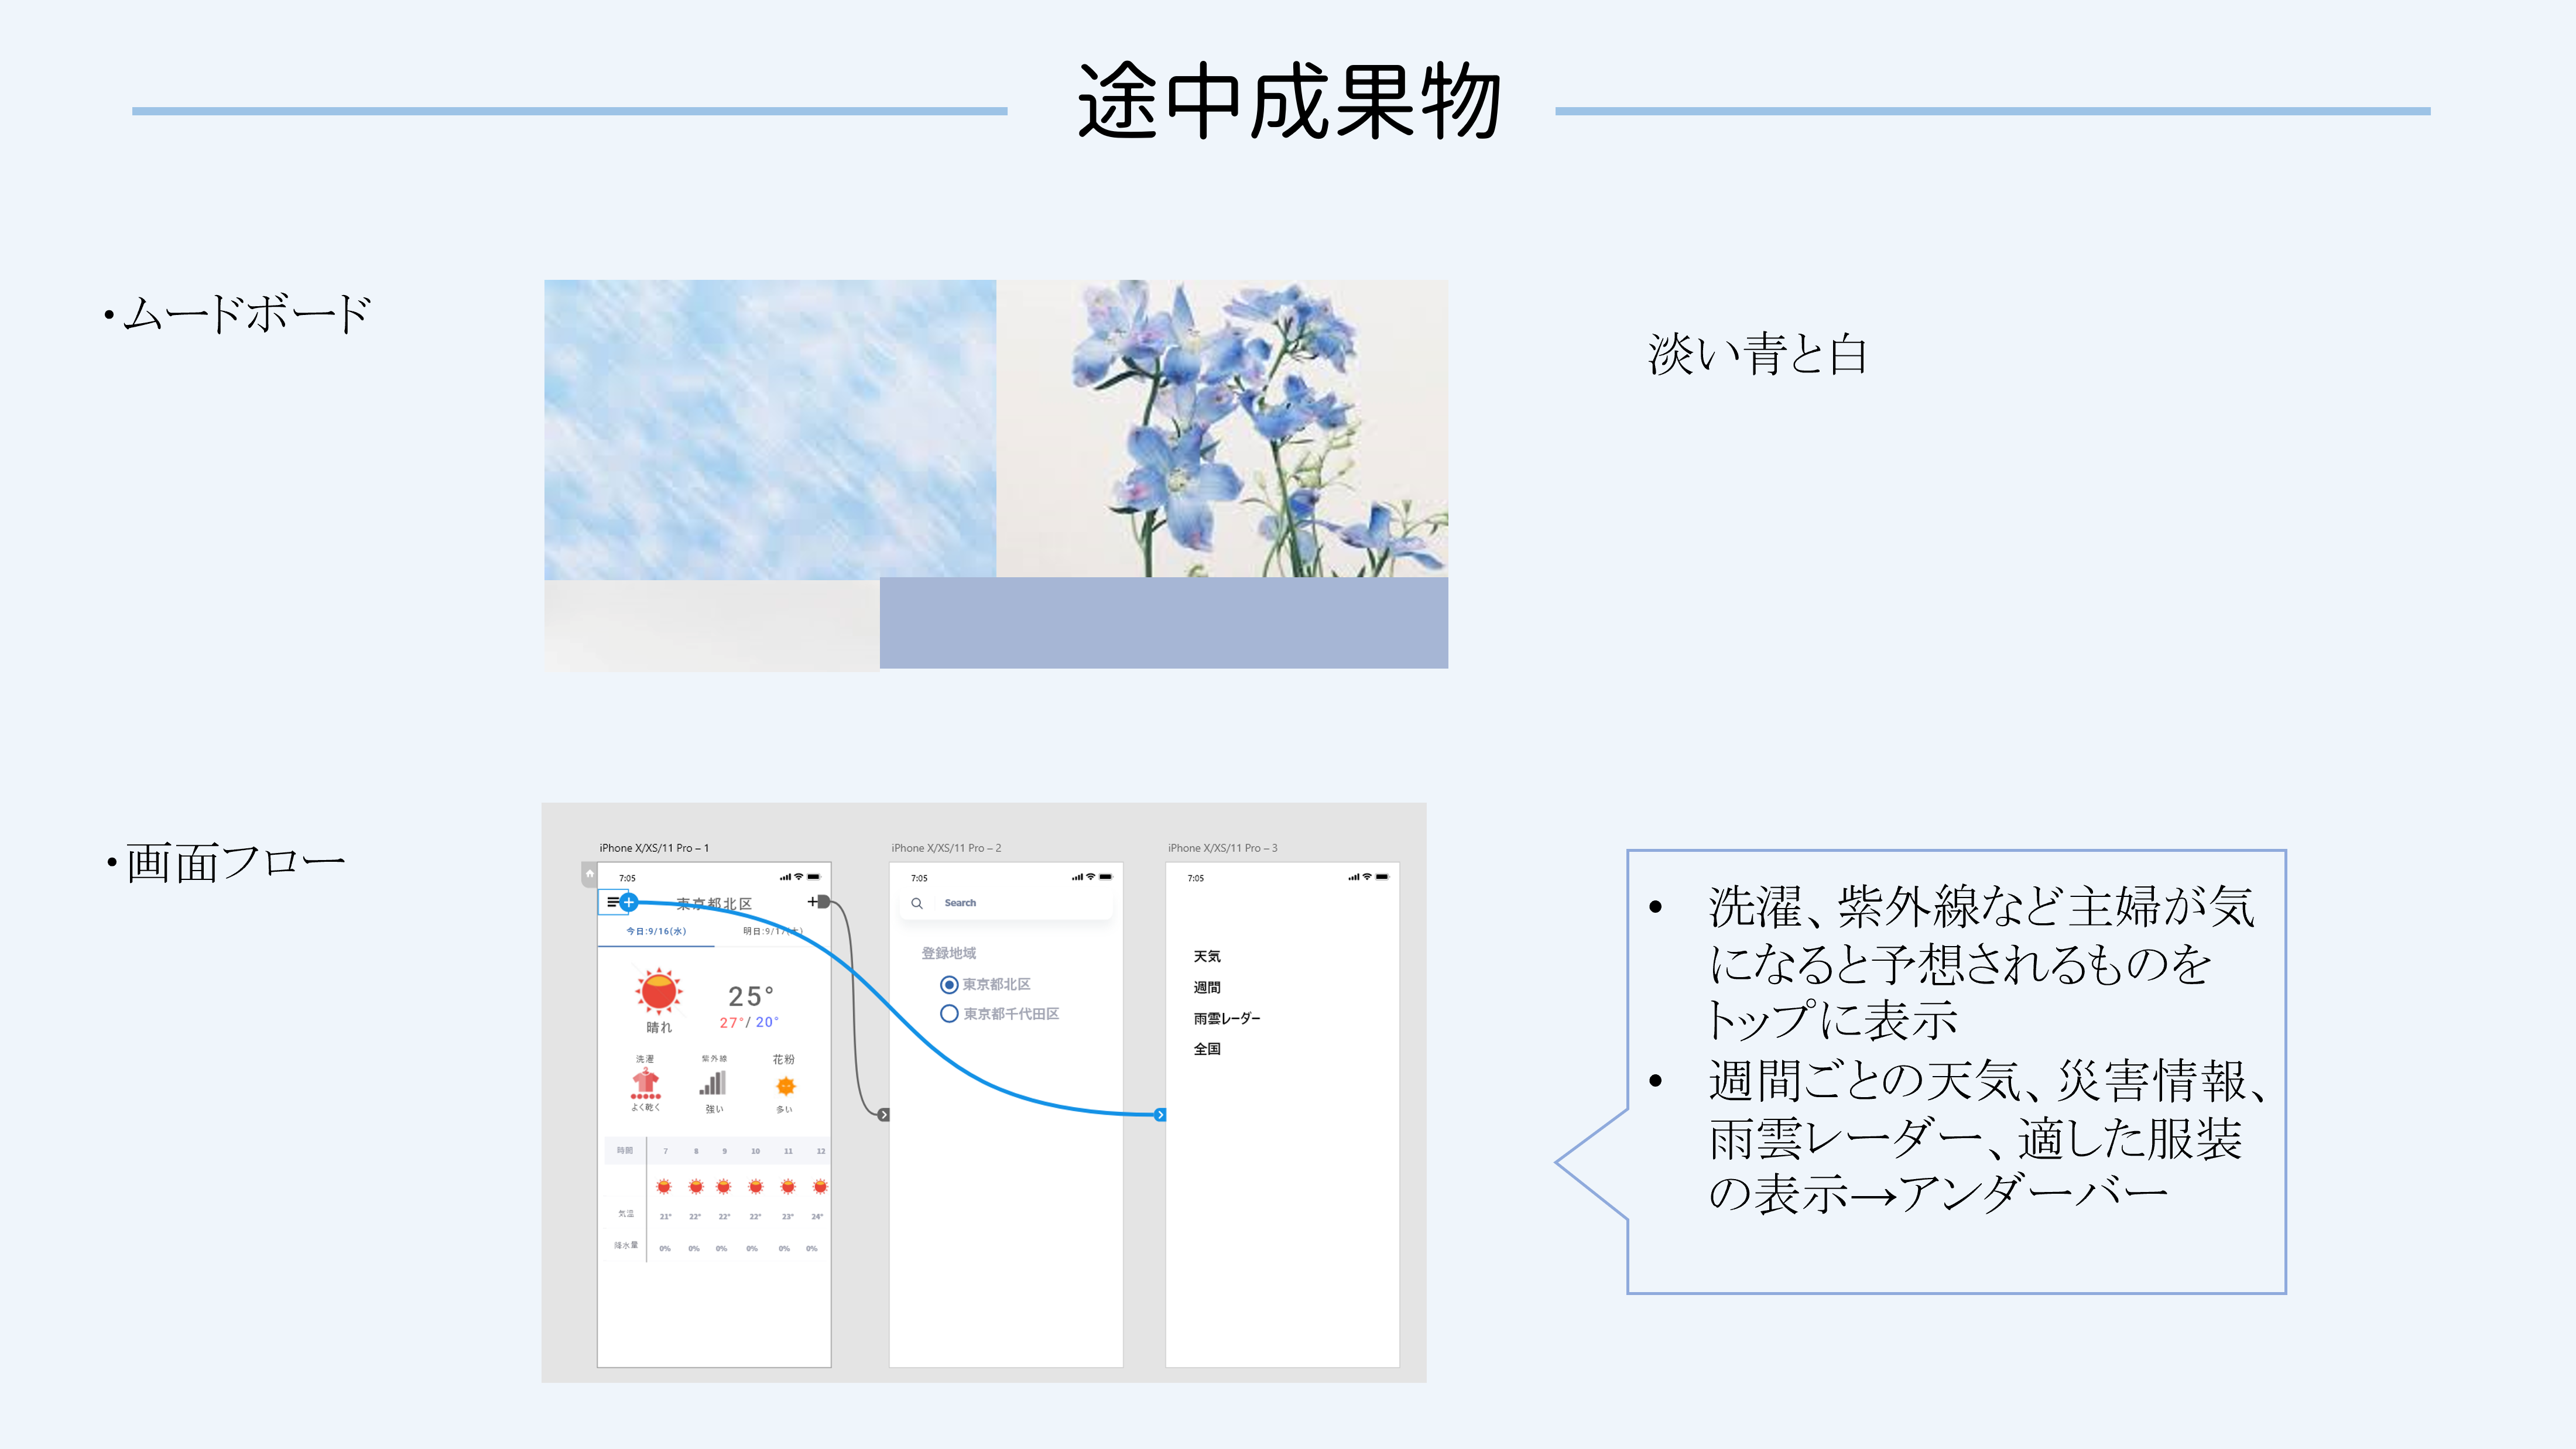 途中成果物
・ムードボード
淡い青と白
・画面フロー
iPhone X/XS/11 Pro – 1
7:05
東京都北区
今日:9/16(水) 明日:9/17(木)
晴れ
25°
27°/ 20°
洗濯 紫外線 花粉
よく乾く 強い 多い
時間 7 8 9 10 11 12
気温 21° 22° 22° 22° 23° 24°
降水量 0% 0% 0% 0% 0% 0%
iPhone X/XS/11 Pro – 2
7:05
Search
登録地域
東京都北区
東京都千代田区
iPhone X/XS/11 Pro – 3
7:05
天気
週間
雨雲レーダー
全国
• 洗濯、紫外線など主婦が気
になると予想されるものを
トップに表示
• 週間ごとの天気、災害情報、
雨雲レーダー、適した服装
の表示→アンダーバー